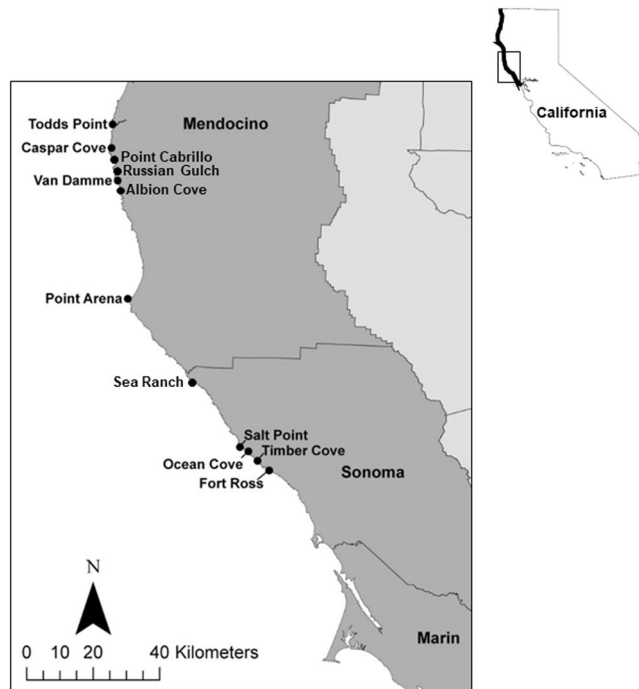 California
Todds Point
Mendocino
Caspar Cove
Point Cabrillo
Russian Gulch
Van Damme
Albion Cove
Point Arena
Sea Ranch
Salt Point
Timber Cove
Ocean Cove
Sonoma
Fort Ross
N
Marin
0 10 20 40 Kilometers